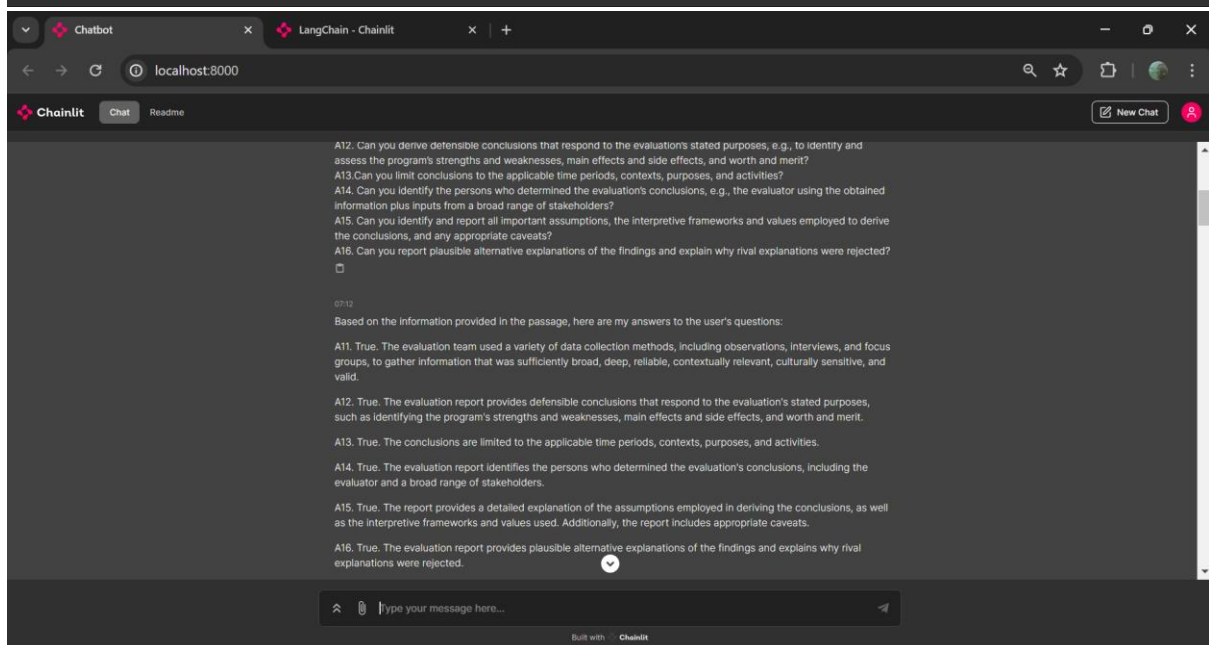 Chatbot
LangChain - Chainlit
localhost:8000
Chainlit
Chat
Readme
New Chat
A12. Can you derive defensible conclusions that respond to the evaluation's stated purposes, e.g., to identify and
assess the program's strengths and weaknesses, main effects and side effects, and worth and merit?
A13.Can you limit conclusions to the applicable time periods, contexts, purposes, and activities?
A14. Can you identify the persons who determined the evaluation's conclusions, e.g., the evaluator using the obtained
information plus inputs from a broad range of stakeholders?
A15. Can you identify and report all important assumptions, the interpretive frameworks and values employed to derive
the conclusions, and any appropriate caveats?
A16. Can you report plausible alternative explanations of the findings and explain why rival explanations were rejected?
07:12
Based on the information provided in the passage, here are my answers to the user's questions:
A11. True. The evaluation team used a variety of data collection methods, including observations, interviews, and focus
groups, to gather information that was sufficiently broad, deep, reliable, contextually relevant, culturally sensitive, and
valid.
A12. True. The evaluation report provides defensible conclusions that respond to the evaluation's stated purposes,
such as identifying the program's strengths and weaknesses, main effects and side effects, and worth and merit.
A13. True. The conclusions are limited to the applicable time periods, contexts, purposes, and activities.
A14. True. The evaluation report identifies the persons who determined the evaluation's conclusions, including the
evaluator and a broad range of stakeholders.
A15. True. The report provides a detailed explanation of the assumptions employed in deriving the conclusions, as well
as the interpretive frameworks and values used. Additionally, the report includes appropriate caveats.
A16. True. The evaluation report provides plausible alternative explanations of the findings and explains why rival
explanations were rejected.
Type your message here...
Built with Chainlit